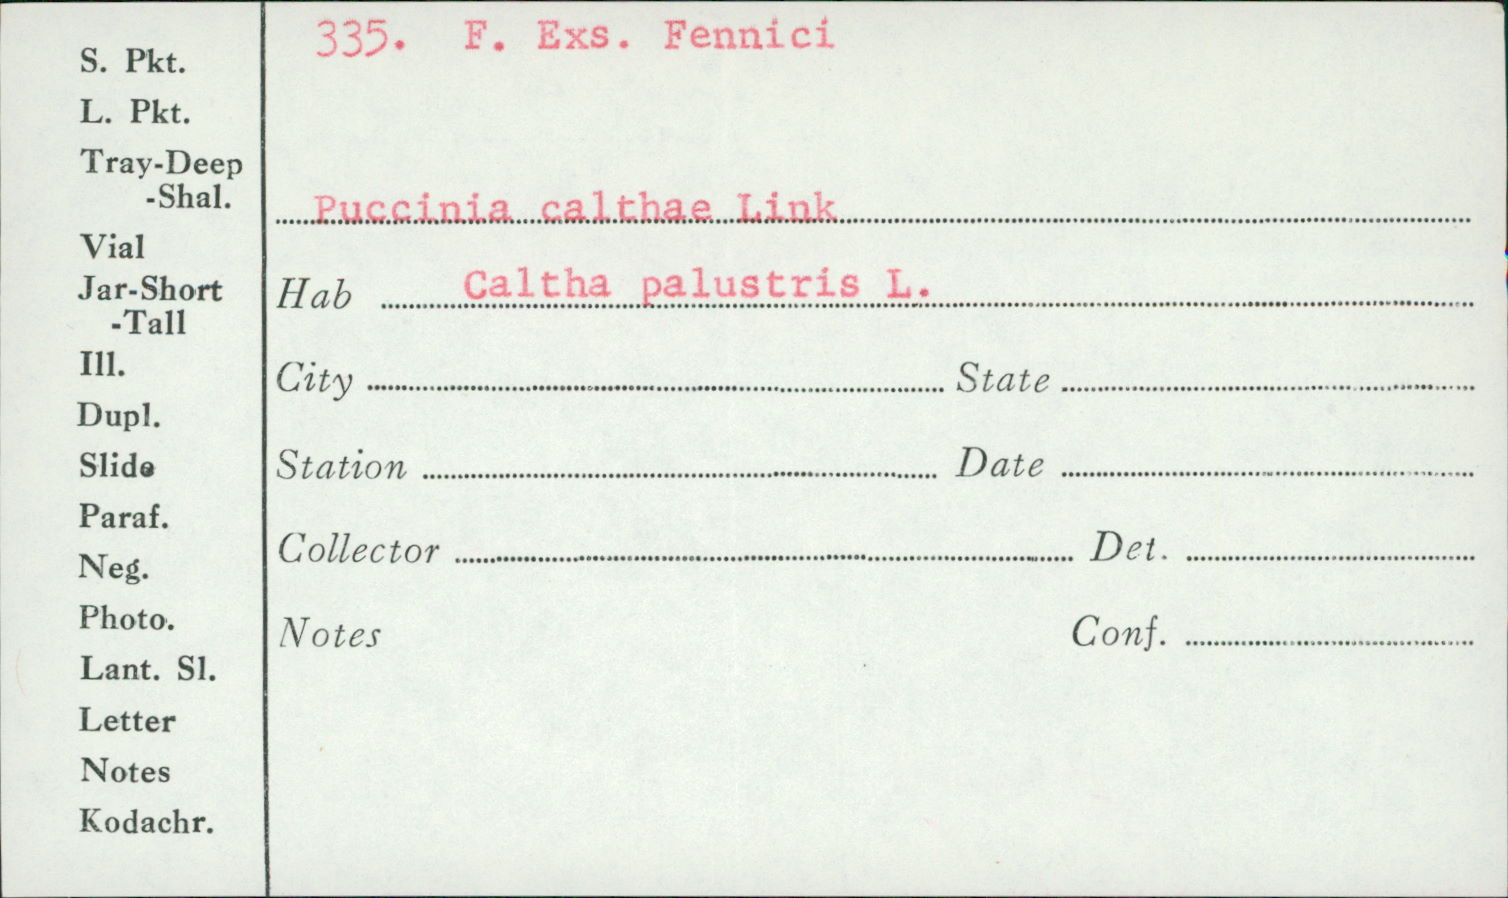 335. F. Exs. Fennici
S. Pkt.
L. Pkt.
Tray-Deep
-Shal.
Puccinia calthae Link
Vial
Jar-Short
-Tall
Hab Caltha palustris L.
Ill.
City State
Dupl.
Slide
Station Date
Paraf.
Neg.
Collector Det.
Photo.
Notes Conf.
Lant. Sl.
Letter
Notes
Kodachr.